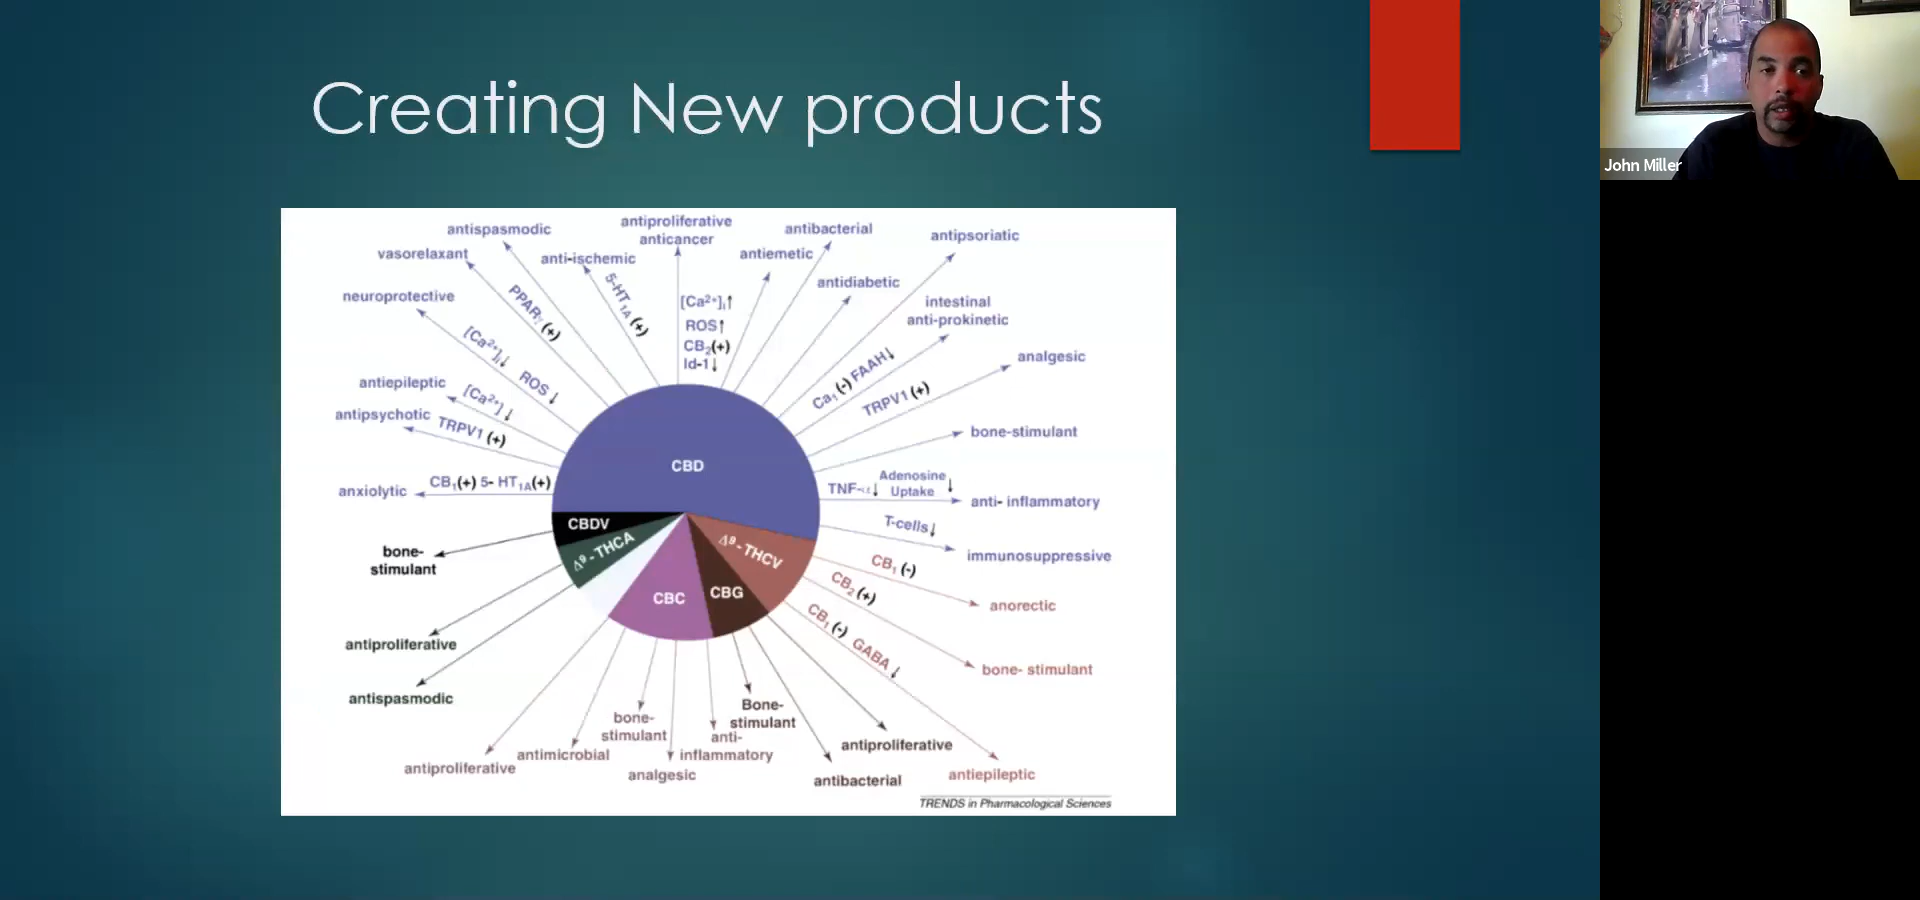 Creating New products
John Miller
antiproliferative
anticancer
antispasmodic
antibacterial
antipsoriatic
vasorelaxant
anti-ischemic
antiemetic
antidiabetic
neuroprotective
intestinal
anti-prokinetic
PPARγ (+)
5-HT1A (+)
[Ca²⁺]i↑
ROS↑
CB₂(+)
Id-1↓
[Ca²⁺]i↓ ROS↓
Ca₁(-) FAAH↓
analgesic
TRPV1 (+)
antiepileptic
[Ca²⁺]↓
antipsychotic
TRPV1 (+)
bone-stimulant
CBD
anxiolytic
CB₁(+) 5- HT1A(+)
TNF-α↓
Adenosine
Uptake ↓
anti- inflammatory
T-cells↓
immunosuppressive
CBDV
Δ⁹-THCA
CBC
CBG
Δ⁹-THCV
bone-
stimulant
CB₁ (-)
anorectic
CB₂ (+)
bone- stimulant
CB₁ (-) GABA↓
antiproliferative
antispasmodic
antiproliferative
antimicrobial
bone-
stimulant
analgesic
anti-
inflammatory
Bone-
stimulant
antiproliferative
antibacterial
antiepileptic
TRENDS in Pharmacological Sciences